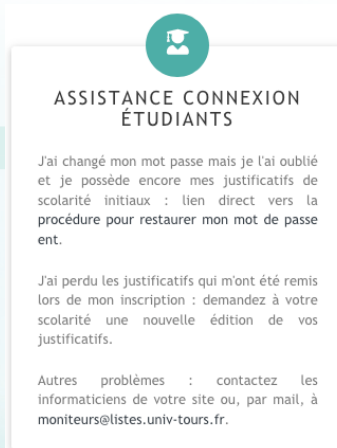 ASSISTANCE CONNEXION
ÉTUDIANTS
J'ai changé mon mot passe mais je l'ai oublié
et je possède encore mes justificatifs de
scolarité initiaux : lien direct vers la
procédure pour restaurer mon mot de passe
ent.
J'ai perdu les justificatifs qui m'ont été remis
lors de mon inscription : demandez à votre
scolarité une nouvelle édition de vos
justificatifs.
Autres problèmes : contactez les
informaticiens de votre site ou, par mail, à
moniteurs@listes.univ-tours.fr.